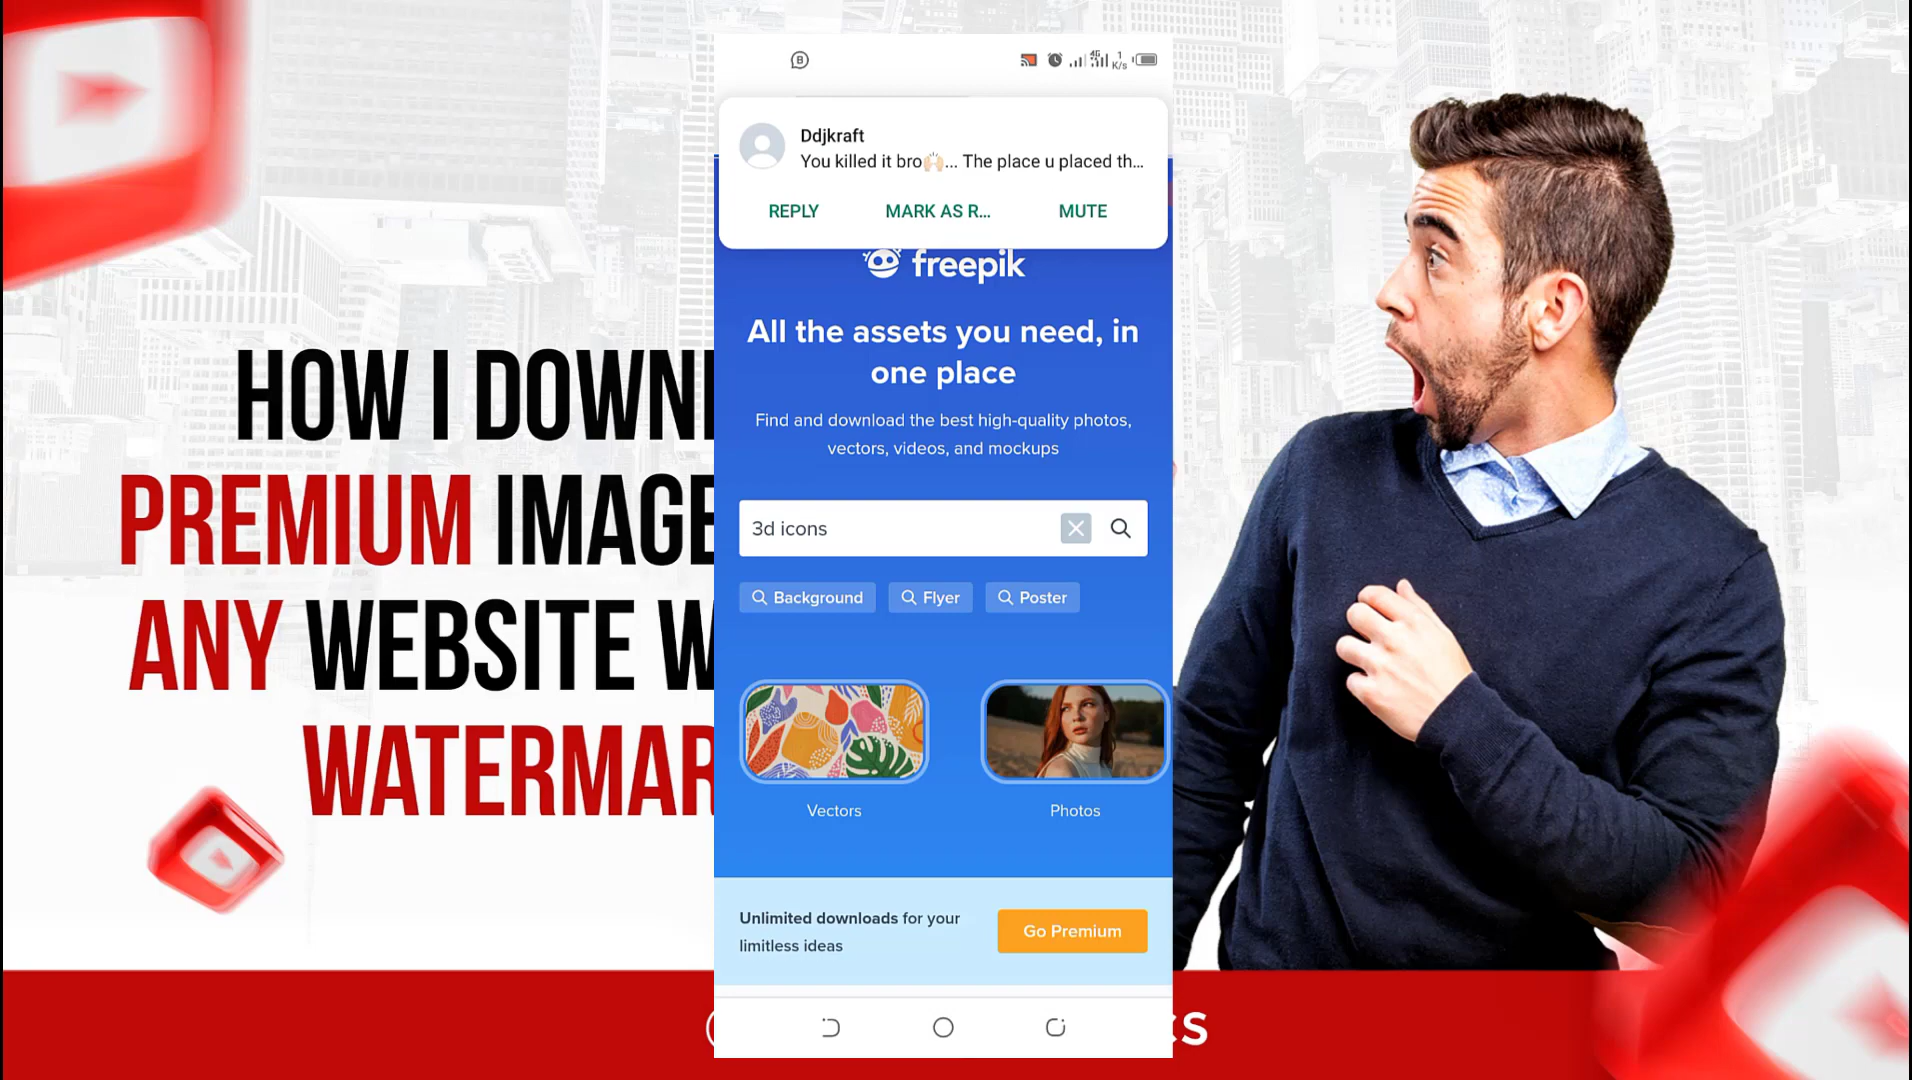 HOW I DOWN
PREMIUM IMAGE
ANY WEBSITE W
WATERMAR
4G
1
K/s
Ddjkraft
You killed it bro🙌🏻... The place u placed th...
REPLY MARK AS R... MUTE
freepik
All the assets you need, in
one place
Find and download the best high-quality photos,
vectors, videos, and mockups
3d icons
Background Flyer Poster
Vectors Photos
Unlimited downloads for your
limitless ideas
Go Premium